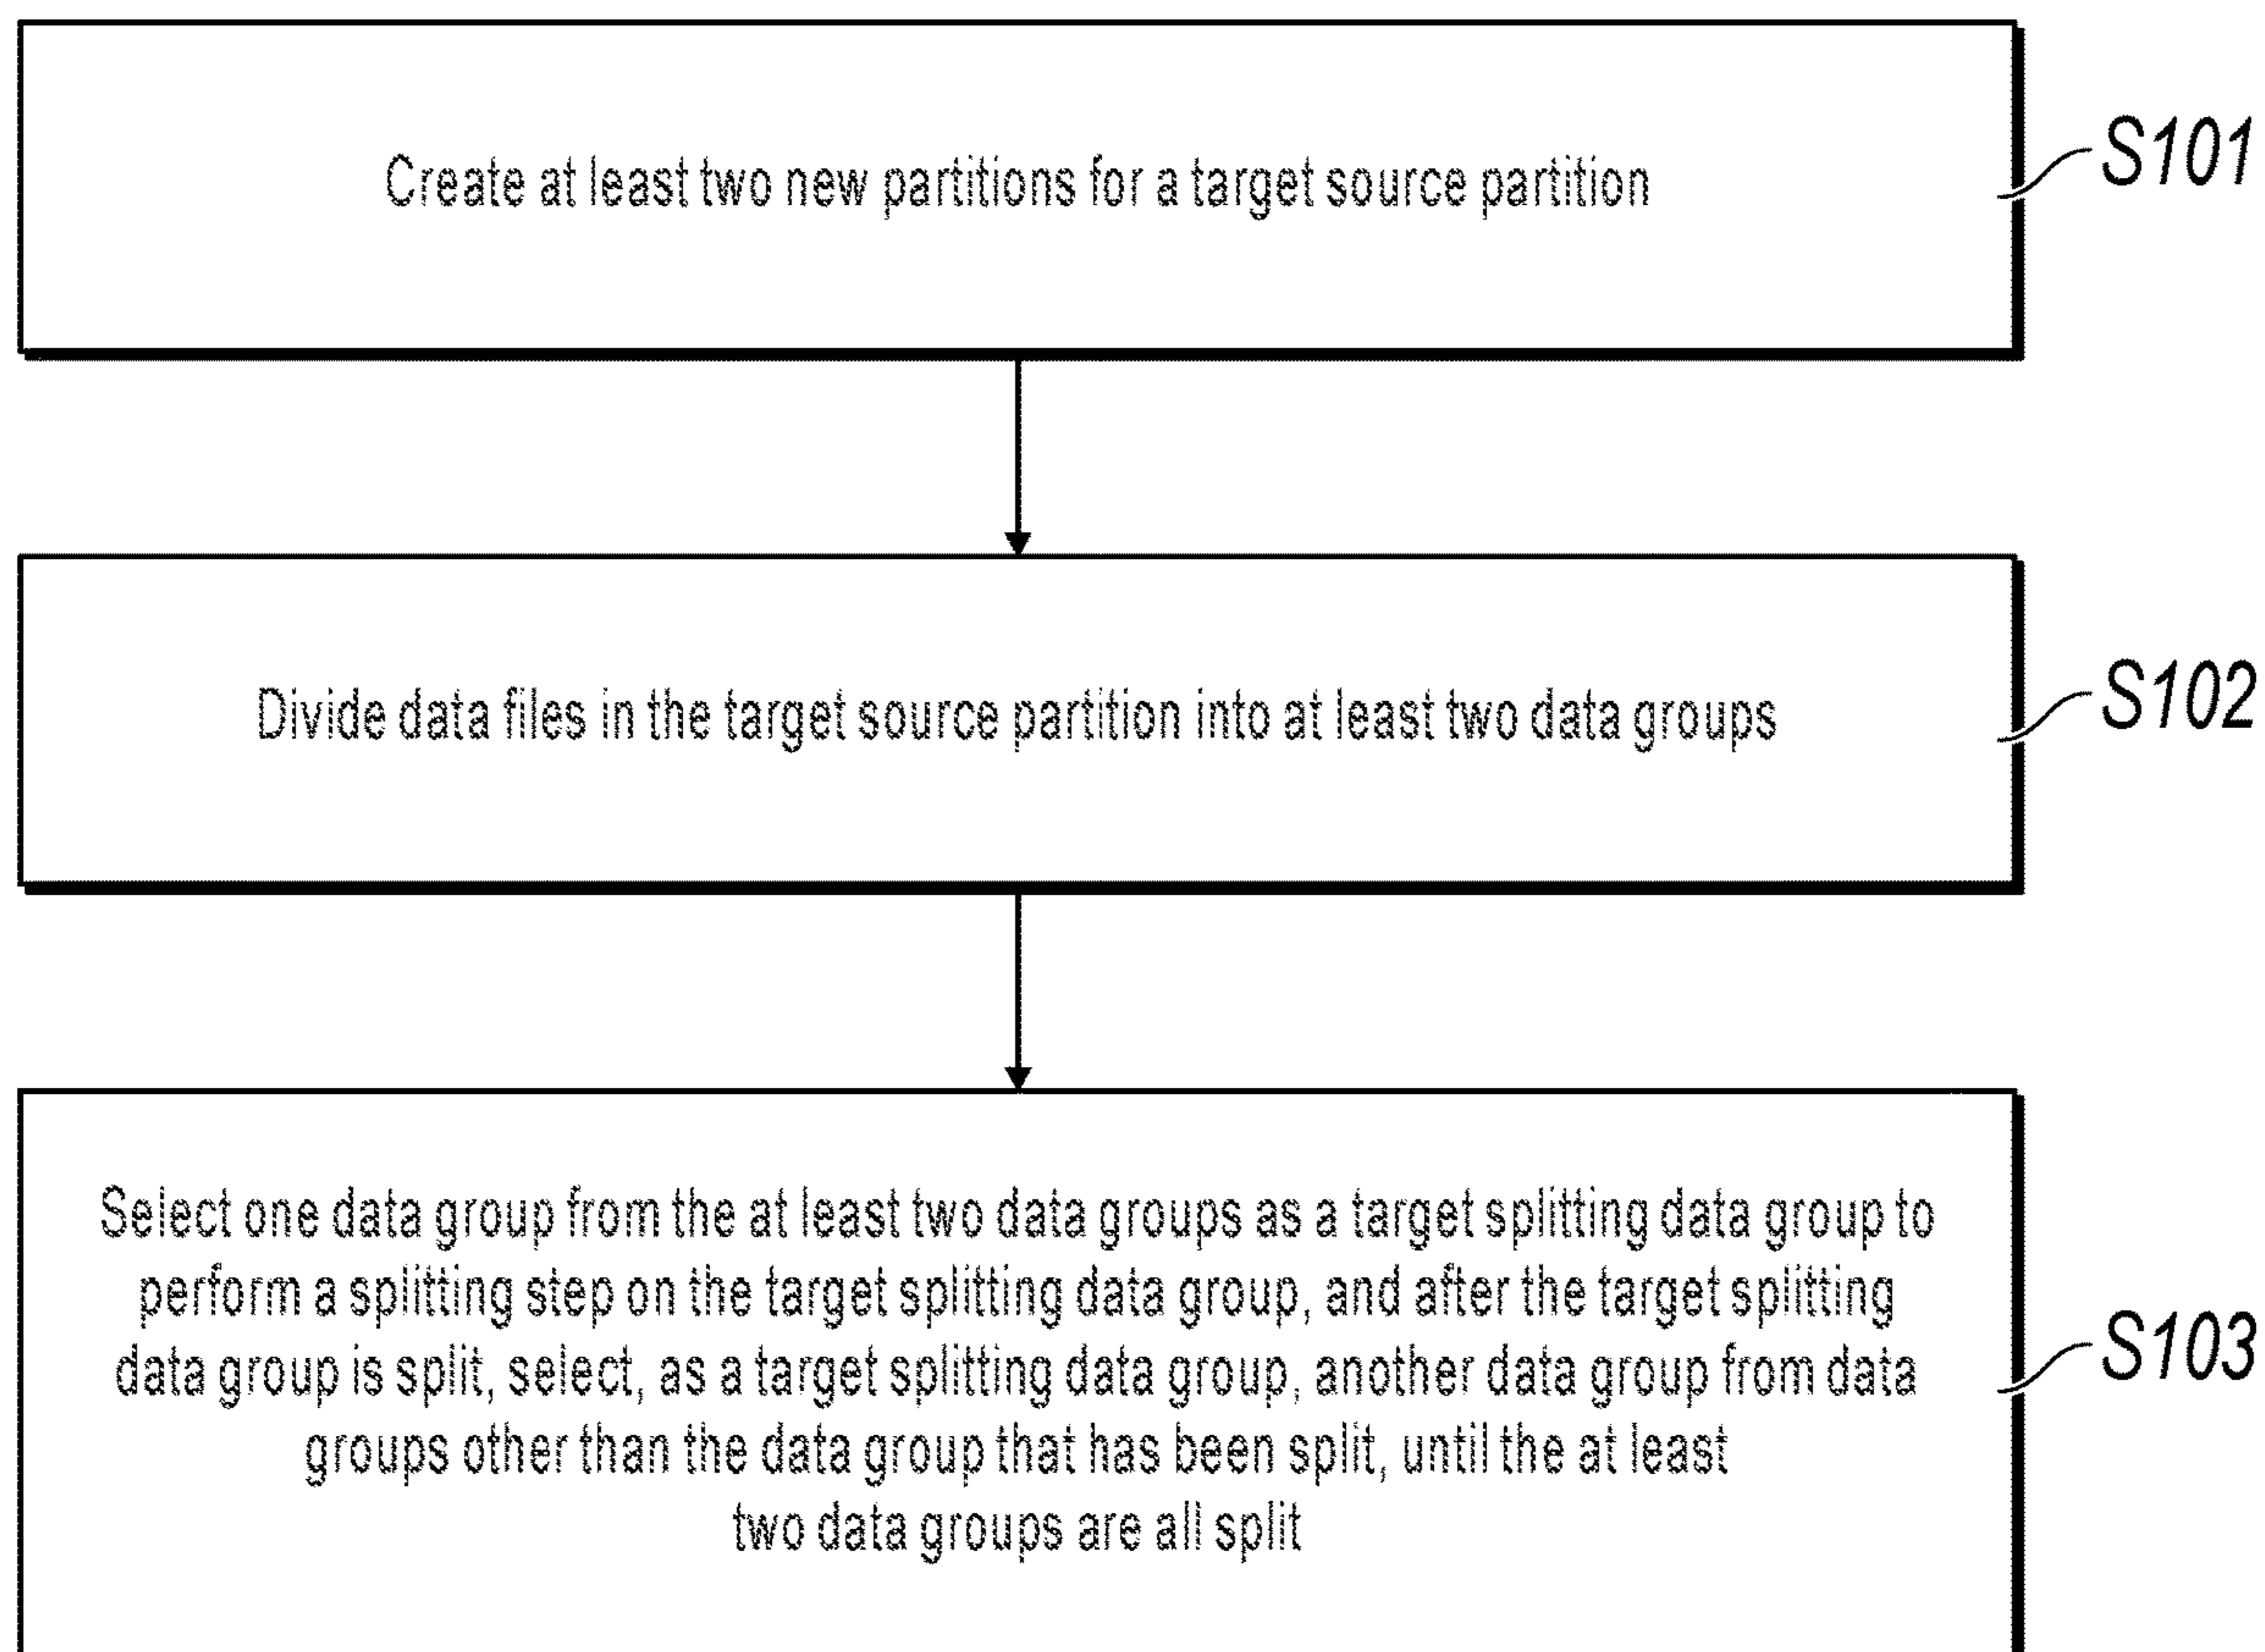 Create at least two new partitions for a target source partition
S101
Divide data files in the target source partition into at least two data groups
S102
Select one data group from the at least two data groups as a target splitting data group to
perform a splitting step on the target splitting data group, and after the target splitting
data group is split, select, as a target splitting data group, another data group from data
groups other than the data group that has been split, until the at least
two data groups are all split
S103